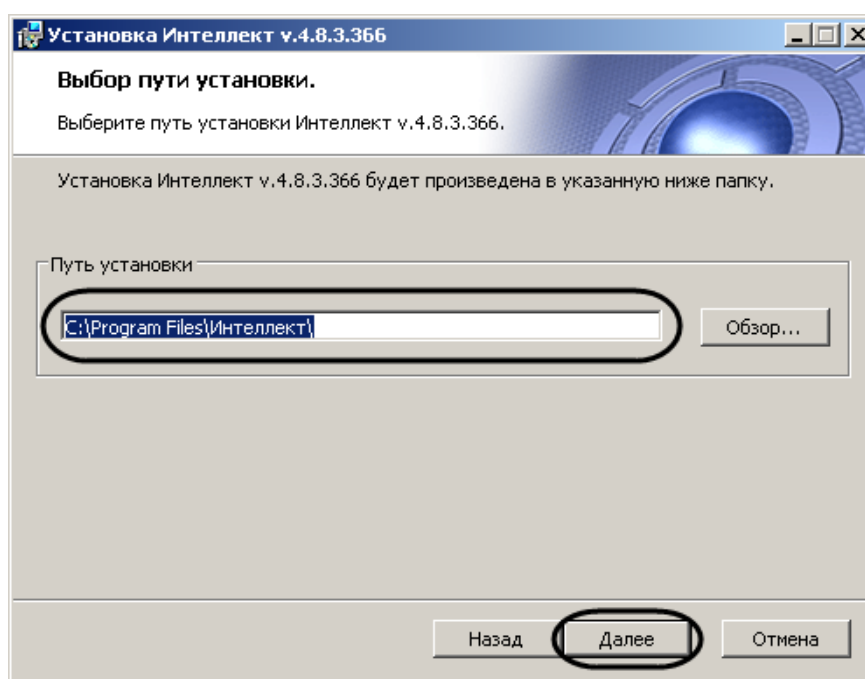 Установка Интеллект v.4.8.3.366
Выбор пути установки.
Выберите путь установки Интеллект v.4.8.3.366.
Установка Интеллект v.4.8.3.366 будет произведена в указанную ниже папку.
Путь установки
C:\Program Files\Интеллект\
Обзор...
Назад
Далее
Отмена